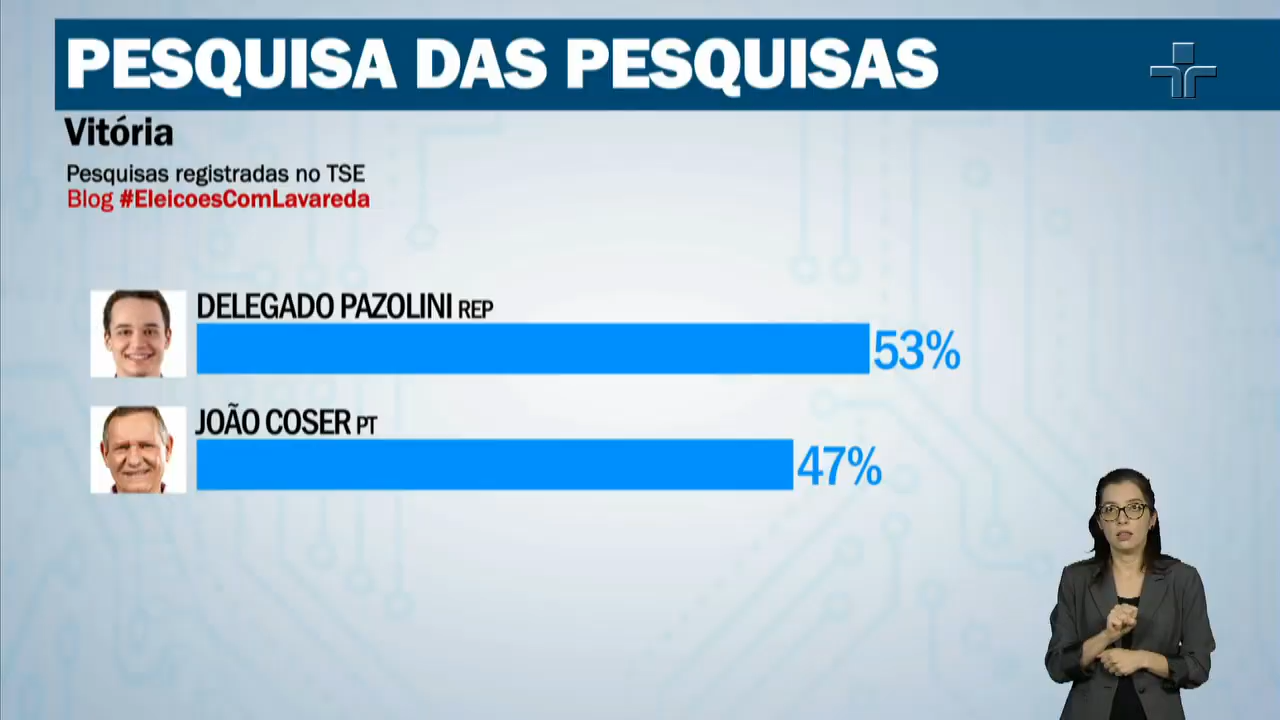 PESQUISA DAS PESQUISAS
Vitória
Pesquisas registradas no TSE
Blog #EleicoesComLavareda
DELEGADO PAZOLINI REP
53%
JOÃO COSER PT
47%